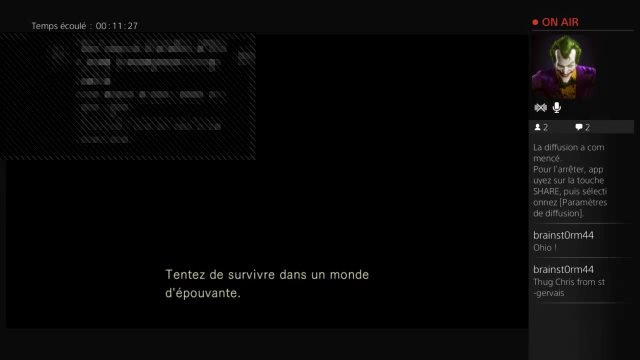 Temps écoulé : 00:11:27
Tentez de survivre dans un monde
d'épouvante.
ON AIR
2 2
La diffusion a com
mencé.
Pour l'arrêter, app
uyez sur la touche
SHARE, puis sélecti
onnez [Paramètres
de diffusion].
brainst0rm44
Ohio !
brainst0rm44
Thug Chris from st
-gervais